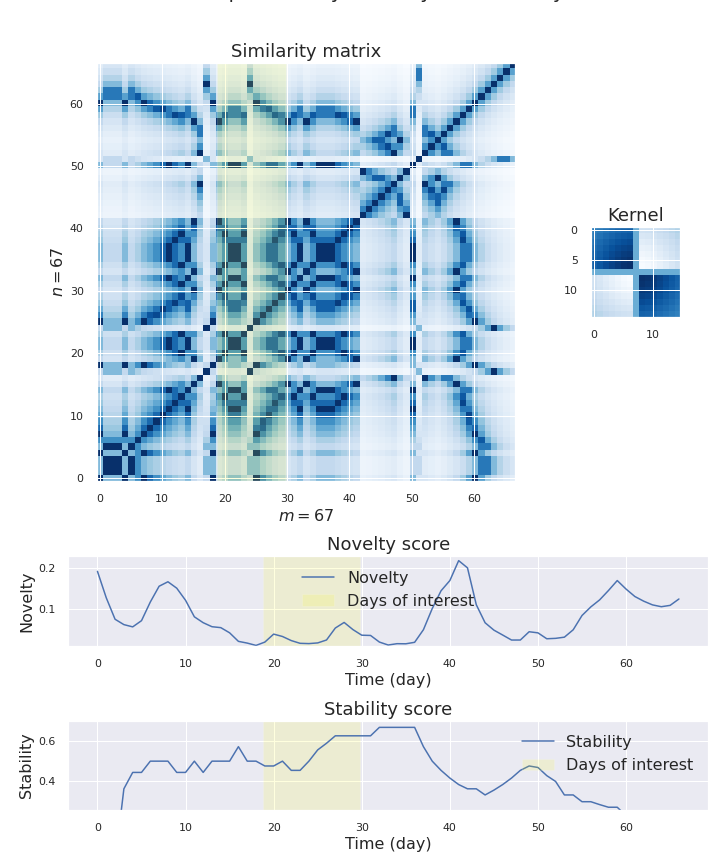 Similarity matrix
60
50
40
30
20
10
0
n = 67
0 10 20 30 40 50 60
m = 67
Kernel
0
5
10
0 10
Novelty score
0.2
0.1
Novelty
Novelty
Days of interest
0 10 20 30 40 50 60
Time (day)
Stability score
0.6
0.4
Stability
Stability
Days of interest
0 10 20 30 40 50 60
Time (day)